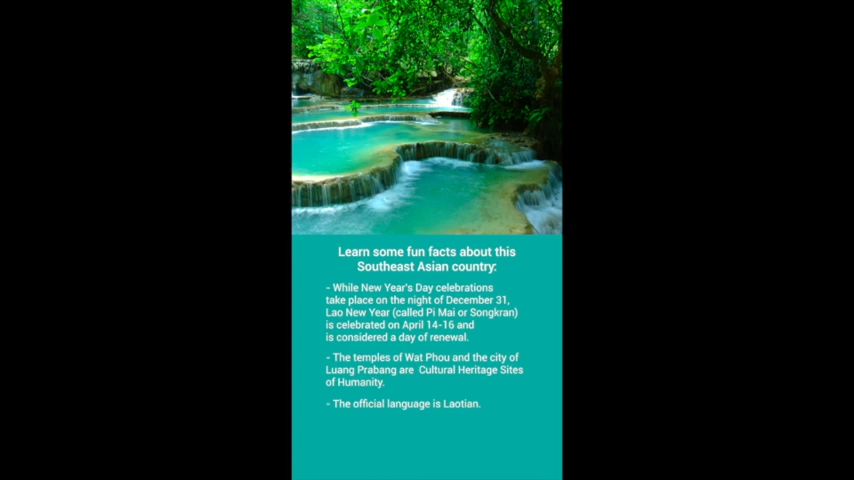 Learn some fun facts about this
Southeast Asian country:
- While New Year's Day celebrations
take place on the night of December 31,
Lao New Year (called Pi Mai or Songkran)
is celebrated on April 14-16 and
is considered a day of renewal.
- The temples of Wat Phou and the city of
Luang Prabang are  Cultural Heritage Sites
of Humanity.
- The official language is Laotian.